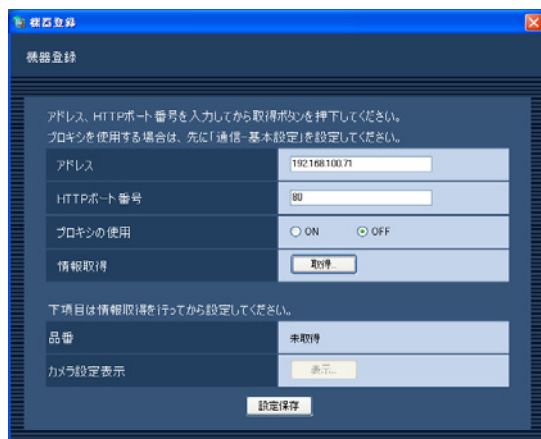 機器登録
機器登録
アドレス、HTTPポート番号を入力してから取得ボタンを押下してください。
プロキシを使用する場合は、先に「通信-基本設定」を設定してください。
アドレス 192.168.100.71
HTTPポート番号 80
プロキシの使用 ON OFF
情報取得 取得...
下項目は情報取得を行ってから設定してください。
品番 未取得
カメラ設定表示 表示...
設定保存